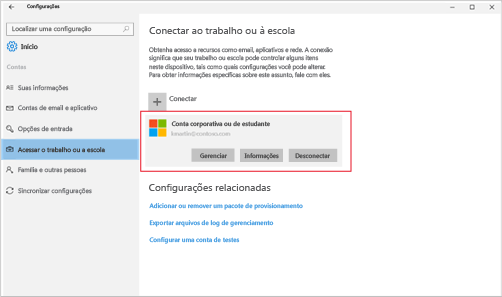 Configurações
Localizar uma configuração
Início
Contas
Suas informações
Contas de email e aplicativo
Opções de entrada
Acessar o trabalho ou a escola
Família e outras pessoas
Sincronizar configurações
Conectar ao trabalho ou à escola
Obtenha acesso a recursos como email, aplicativos e rede. A conexão
significa que seu trabalho ou escola pode controlar alguns itens
neste dispositivo, tais como quais configurações você pode alterar.
Para obter informações específicas sobre este assunto, fale com eles.
Conectar
Conta corporativa ou de estudante
Gerenciar
Informações
Desconectar
Configurações relacionadas
Adicionar ou remover um pacote de provisionamento
Exportar arquivos de log de gerenciamento
Configurar uma conta de testes